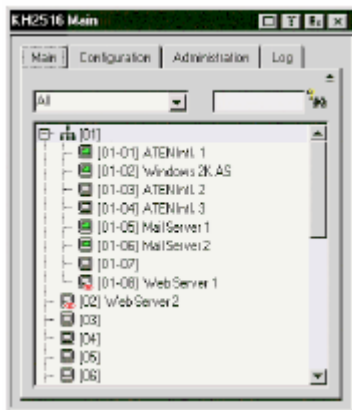 KH2516 Main
Main Configuration Administration Log
All
[01]
[01-01] ATEN Intl. 1
[01-02] Windows 2K AS
[01-03] ATEN Intl. 2
[01-04] ATEN Intl. 3
[01-05] Mail Server 1
[01-06] Mail Server 2
[01-07]
[01-08] Web Server 1
[02] Web Server 2
[03]
[04]
[05]
[06]